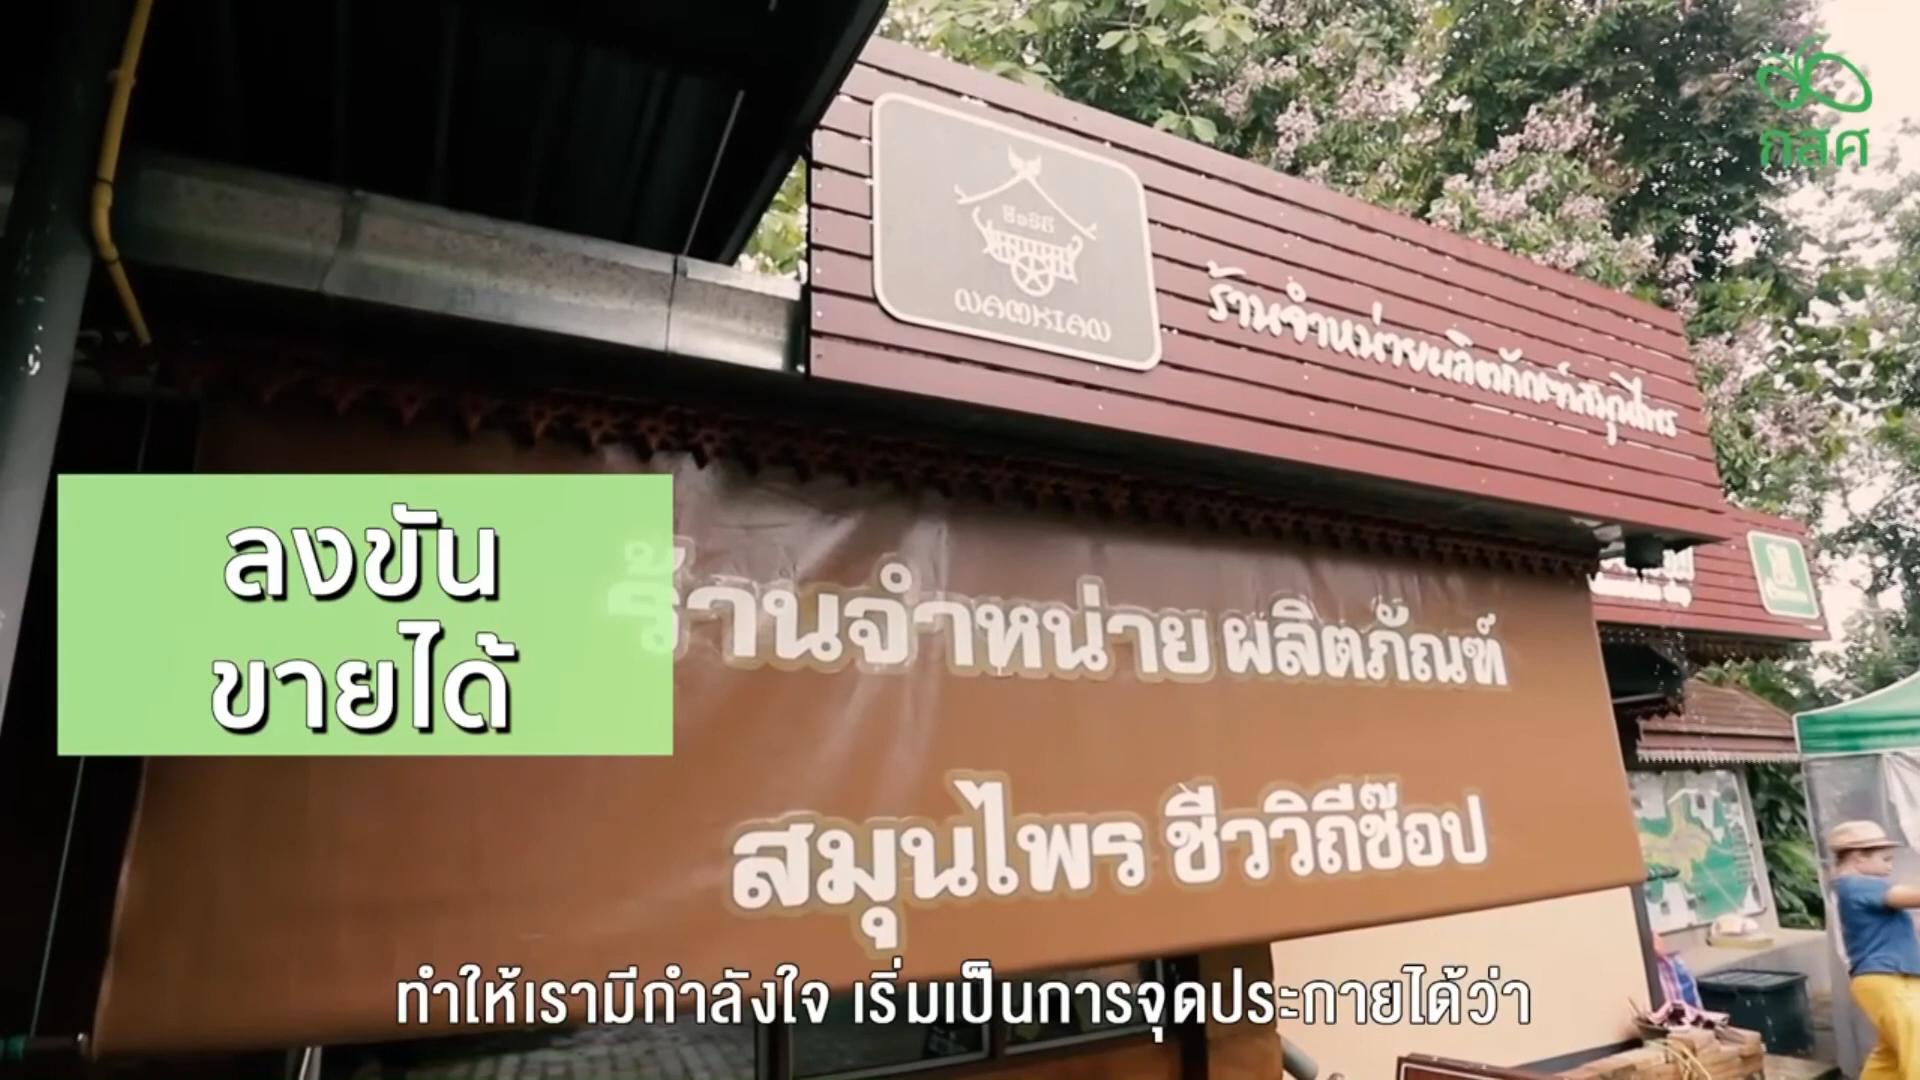 กสศ
ชีววิถี
NAMKIAN
ร้านจำหน่ายผลิตภัณฑ์สมุนไพร
ลงขัน
ขายได้
ร้านจำหน่าย ผลิตภัณฑ์
สมุนไพร ชีววิถีช๊อป
ทำให้เรามีกำลังใจ เริ่มเป็นการจุดประกายได้ว่า